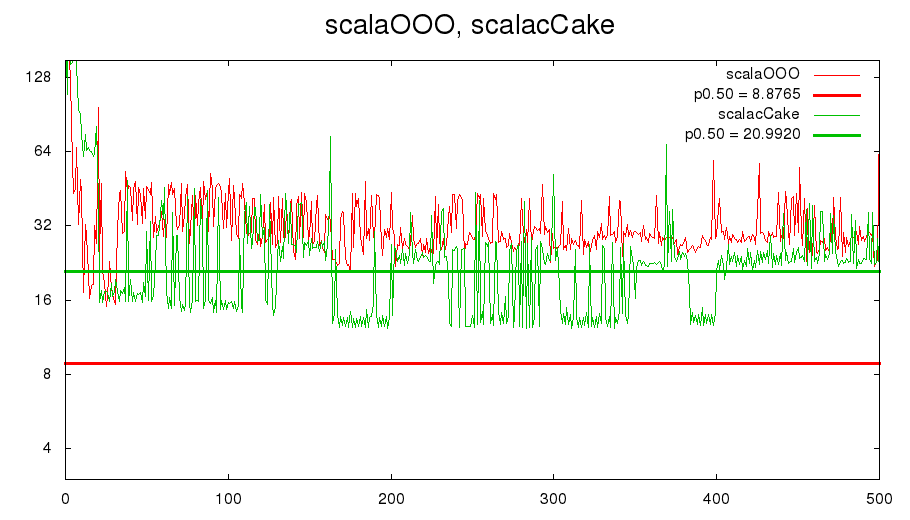 scalaOOO, scalacCake
128
64
32
16
8
4
scalaOOO
p0.50 = 8.8765
scalacCake
p0.50 = 20.9920
0 100 200 300 400 500